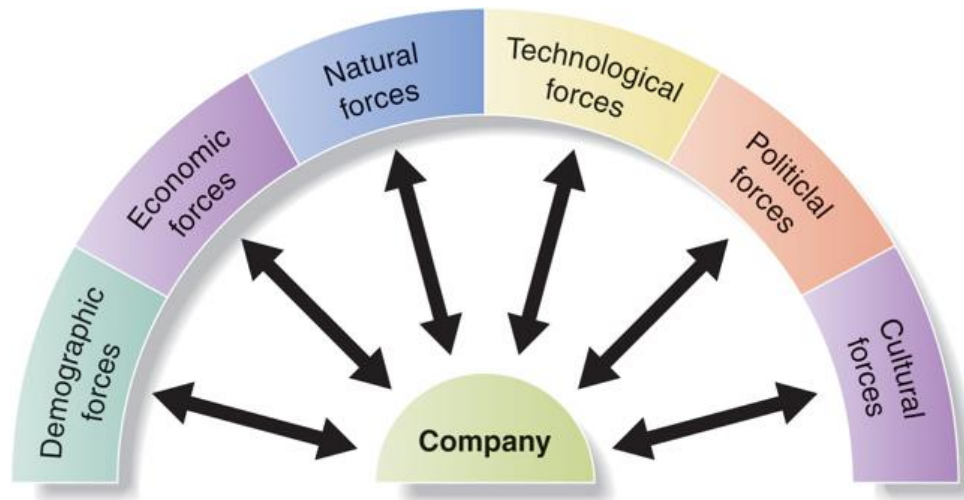 Demographic
forces
Economic
forces
Natural
forces
Technological
forces
Politiclal
forces
Cultural
forces
Company